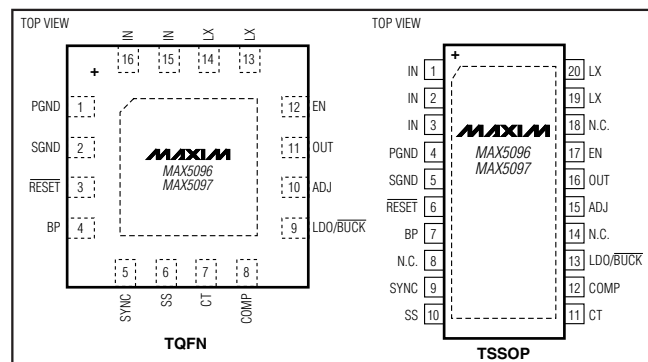 TOP VIEW
IN
IN
LX
LX
16
15
14
13
+
PGND 1
SGND 2
RESET 3
BP 4
12 EN
11 OUT
10 ADJ
9 LDO/BUCK
MAXIM
MAX5096
MAX5097
5
6
7
8
SYNC
SS
CT
COMP
TQFN
TOP VIEW
+
IN 1
IN 2
IN 3
PGND 4
SGND 5
RESET 6
BP 7
N.C. 8
SYNC 9
SS 10
20 LX
19 LX
18 N.C.
17 EN
16 OUT
15 ADJ
14 N.C.
13 LDO/BUCK
12 COMP
11 CT
MAXIM
MAX5096
MAX5097
TSSOP